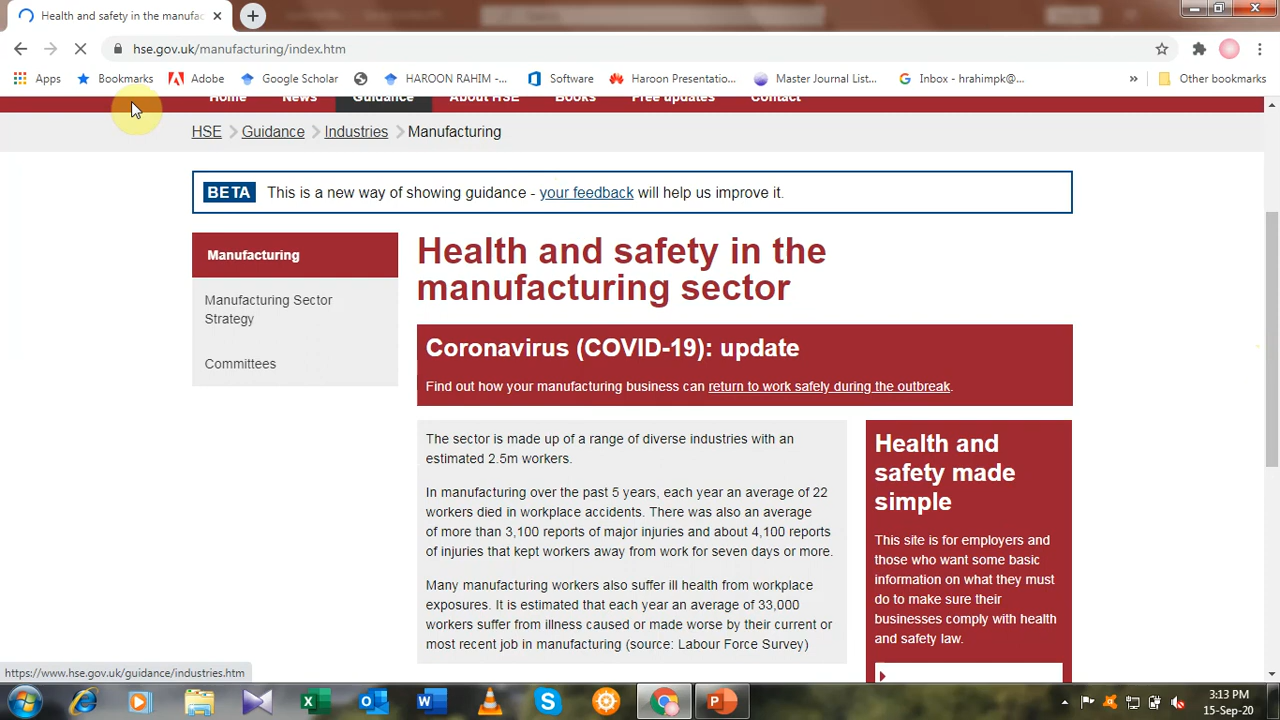 Health and safety in the manufac
hse.gov.uk/manufacturing/index.htm
Apps Bookmarks Adobe Google Scholar HAROON RAHIM -... Software Haroon Presentatio... Master Journal List... Inbox - hrahimpk@... » Other bookmarks
Home News Guidance About HSE Books Free updates Contact
HSE Guidance Industries Manufacturing
BETA This is a new way of showing guidance - your feedback will help us improve it.
Manufacturing
Manufacturing Sector
Strategy
Committees
Health and safety in the
manufacturing sector
Coronavirus (COVID-19): update
Find out how your manufacturing business can return to work safely during the outbreak.
The sector is made up of a range of diverse industries with an
estimated 2.5m workers.
In manufacturing over the past 5 years, each year an average of 22
workers died in workplace accidents. There was also an average
of more than 3,100 reports of major injuries and about 4,100 reports
of injuries that kept workers away from work for seven days or more.
Many manufacturing workers also suffer ill health from workplace
exposures. It is estimated that each year an average of 33,000
workers suffer from illness caused or made worse by their current or
most recent job in manufacturing (source: Labour Force Survey)
Health and
safety made
simple
This site is for employers and
those who want some basic
information on what they must
do to make sure their
businesses comply with health
and safety law.
https://www.hse.gov.uk/guidance/industries.htm
3:13 PM
15-Sep-20